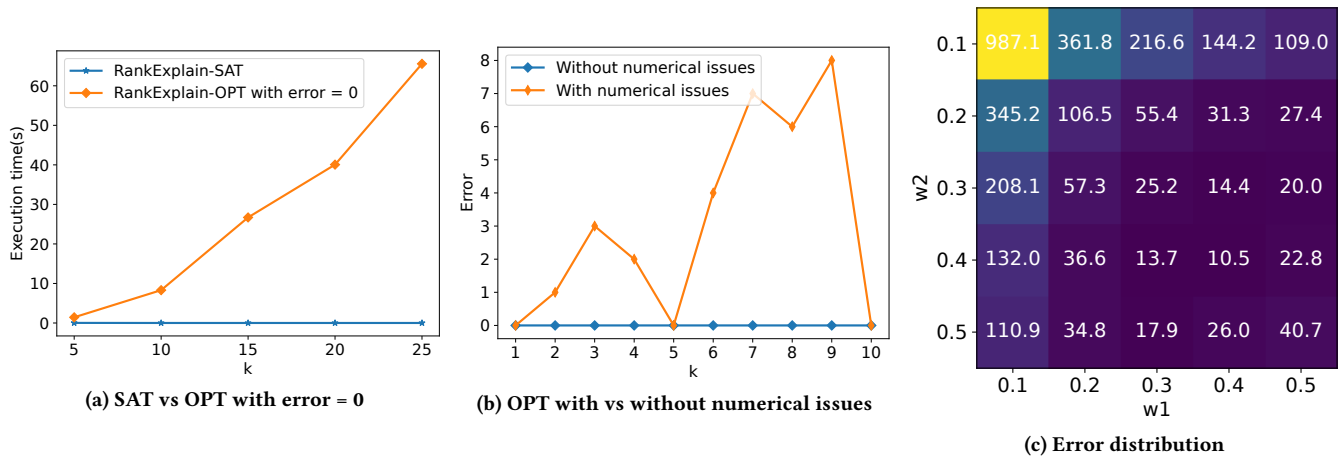 RankExplain-SAT
RankExplain-OPT with error = 0
Execution time(s)
60
50
40
30
20
10
0
5 10 15 20 25
k
(a) SAT vs OPT with error = 0
Without numerical issues
With numerical issues
Error
8
7
6
5
4
3
2
1
0
1 2 3 4 5 6 7 8 9 10
k
(b) OPT with vs without numerical issues
w2
0.1 987.1 361.8 216.6 144.2 109.0
0.2 345.2 106.5 55.4 31.3 27.4
0.3 208.1 57.3 25.2 14.4 20.0
0.4 132.0 36.6 13.7 10.5 22.8
0.5 110.9 34.8 17.9 26.0 40.7
0.1 0.2 0.3 0.4 0.5
w1
(c) Error distribution